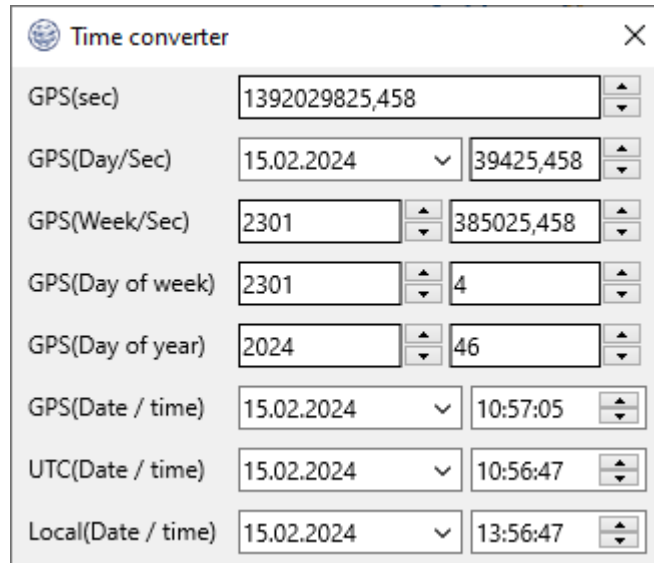 Time converter
GPS(sec) 1392029825,458
GPS(Day/Sec) 15.02.2024 39425,458
GPS(Week/Sec) 2301 385025,458
GPS(Day of week) 2301 4
GPS(Day of year) 2024 46
GPS(Date / time) 15.02.2024 10:57:05
UTC(Date / time) 15.02.2024 10:56:47
Local(Date / time) 15.02.2024 13:56:47